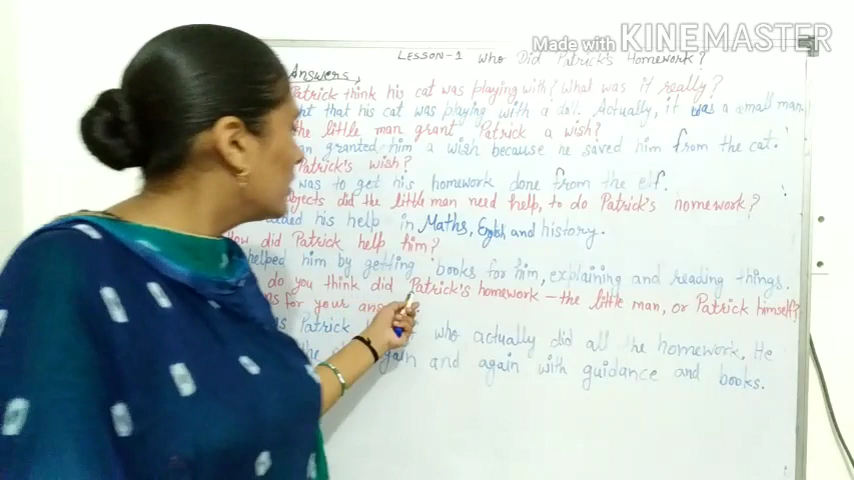 Made with KINEMASTER
LESSON-1 Who Did Patrick's Homework?
Answers
Patrick think his cat was playing with? What was it really?
that his cat was playing with a doll. Actually, it was a small man.
the little man grant Patrick a wish?
granted him a wish because he saved him from the cat.
Patrick's wish?
was to get his homework done from the elf.
did the little man need help, to do Patrick's homework?
his help in Maths, English and history.
How did Patrick help him?
helped him by getting books for him, explaining and reading things.
do you think did Patrick's homework - the little man, or Patrick himself?
for your
Patrick who actually did all the homework. He
again and again with guidance and books.